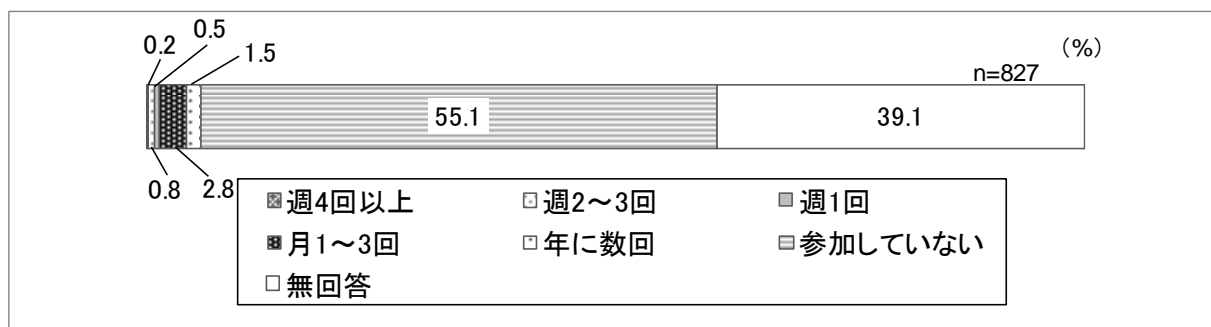 0.2
0.5
1.5
(%)
n=827
55.1
39.1
0.8
2.8
週4回以上
週2～3回
週1回
月1～3回
年に数回
参加していない
無回答